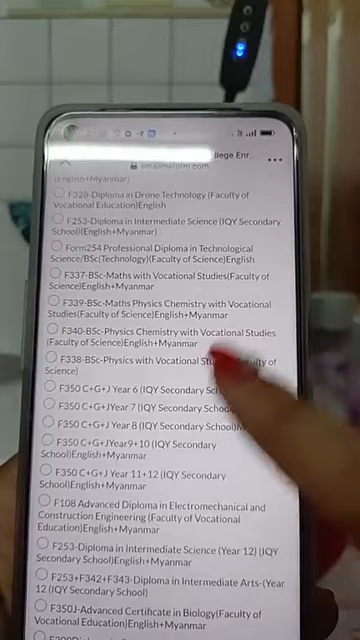 llege Enr...
emailmeform.com
(English+Myanmar)
F328-Diploma in Drone Technology (Faculty of
Vocational Education)English
F253-Diploma in Intermediate Science (IQY Secondary
School)(English+Myanmar)
Form254 Professional Diploma in Technological
Science/BSc(Technology)(Faculty of Science)English
F337-BSc-Maths with Vocational Studies(Faculty of
Science)English+Myanmar
F339-BSc-Maths Physics Chemistry with Vocational
Studies(Faculty of Science)English+Myanmar
F340-BSc-Physics Chemistry with Vocational Studies
(Faculty of Science)English+Myanmar
F338-BSc-Physics with Vocational of
Science)
F350 C+G+J Year 6 (IQY Secondary
F350 C+G+JYear 7 (IQY Secondary
F350 C+G+J Year 8 (IQY Secondary
F350 C+G+JYear9+10 (IQY Secondary
School)English+Myanmar
F350 C+G+J Year 11+12 (IQY Secondary
School)English+Myanmar
F108 Advanced Diploma in Electromechanical and
Construction Engineering (Faculty of Vocational
Education)English+Myanmar
F253-Diploma in Intermediate Science (Year 12) (IQY
Secondary School)English+Myanmar
F253+F342+F343-Diploma in Intermediate Arts-(Year
12 (IQY Secondary School)
F350J-Advanced Certificate in Biology(Faculty of
Vocational Education)English+Myanmar